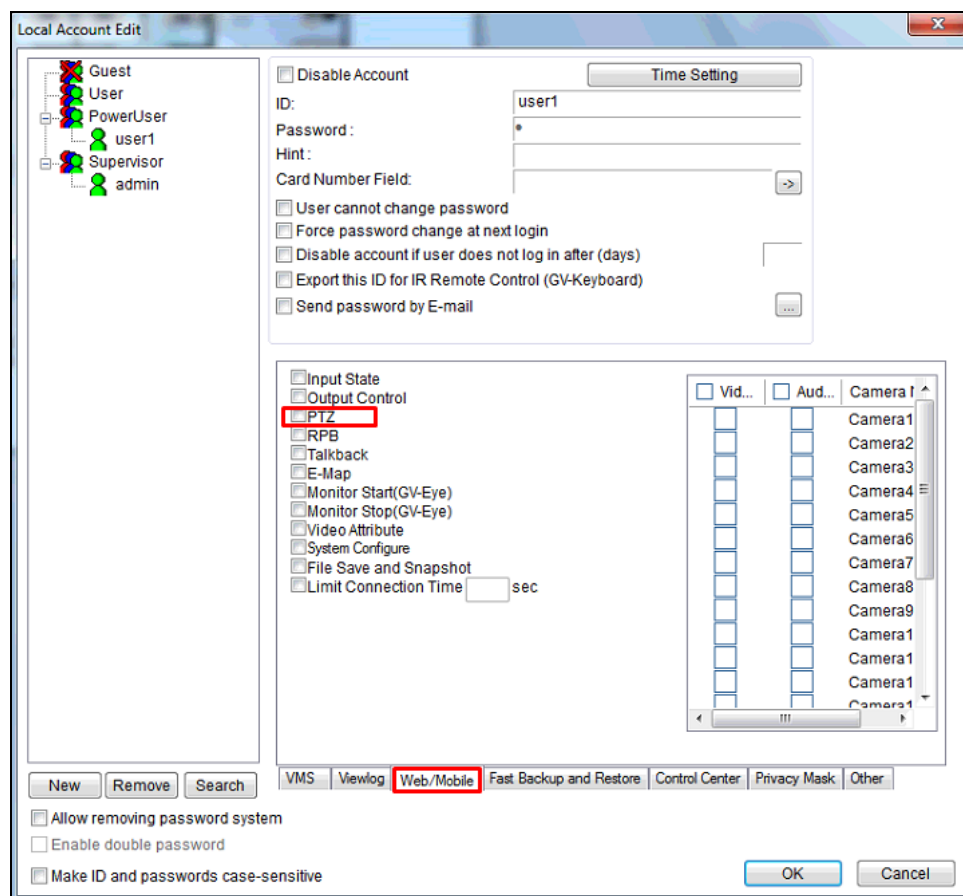 Local Account Edit
Guest
User
PowerUser
user1
Supervisor
admin
Disable Account
Time Setting
ID:
user1
Password :
Hint :
Card Number Field:
->
User cannot change password
Force password change at next login
Disable account if user does not log in after (days)
Export this ID for IR Remote Control (GV-Keyboard)
Send password by E-mail
...
Input State
Output Control
PTZ
RPB
Talkback
E-Map
Monitor Start(GV-Eye)
Monitor Stop(GV-Eye)
Video Attribute
System Configure
File Save and Snapshot
Limit Connection Time sec
Vid... Aud... Camera
Camera1
Camera2
Camera3
Camera4
Camera5
Camera6
Camera7
Camera8
Camera9
Camera1
Camera1
Camera1
Camera1
VMS Viewlog Web/Mobile Fast Backup and Restore Control Center Privacy Mask Other
New Remove Search
Allow removing password system
Enable double password
Make ID and passwords case-sensitive
OK Cancel